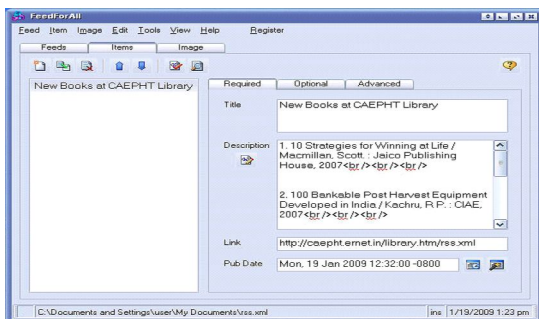 FeedForAll
Feed Item Image Edit Tools View Help Register
Feeds Items Image
New Books at CAEPHT Library
Required Optional Advanced
Title
New Books at CAEPHT Library
Description
1. 10 Strategies for Winning at Life /
Macmillan, Scott. : Jaico Publishing
House, 2007<br/><br/><br/>
2. 100 Bankable Post Harvest Equipment
Developed in India / Kachru, R P. : CIAE,
2007<br/><br/><br/>
Link
http://caepht.ernet.in/library.htm/rss.xml
Pub Date
Mon, 19 Jan 2009 12:32:00 -0800
C:\Documents and Settings\user\My Documents\rss.xml
ins 1/19/2009 1:23 pm